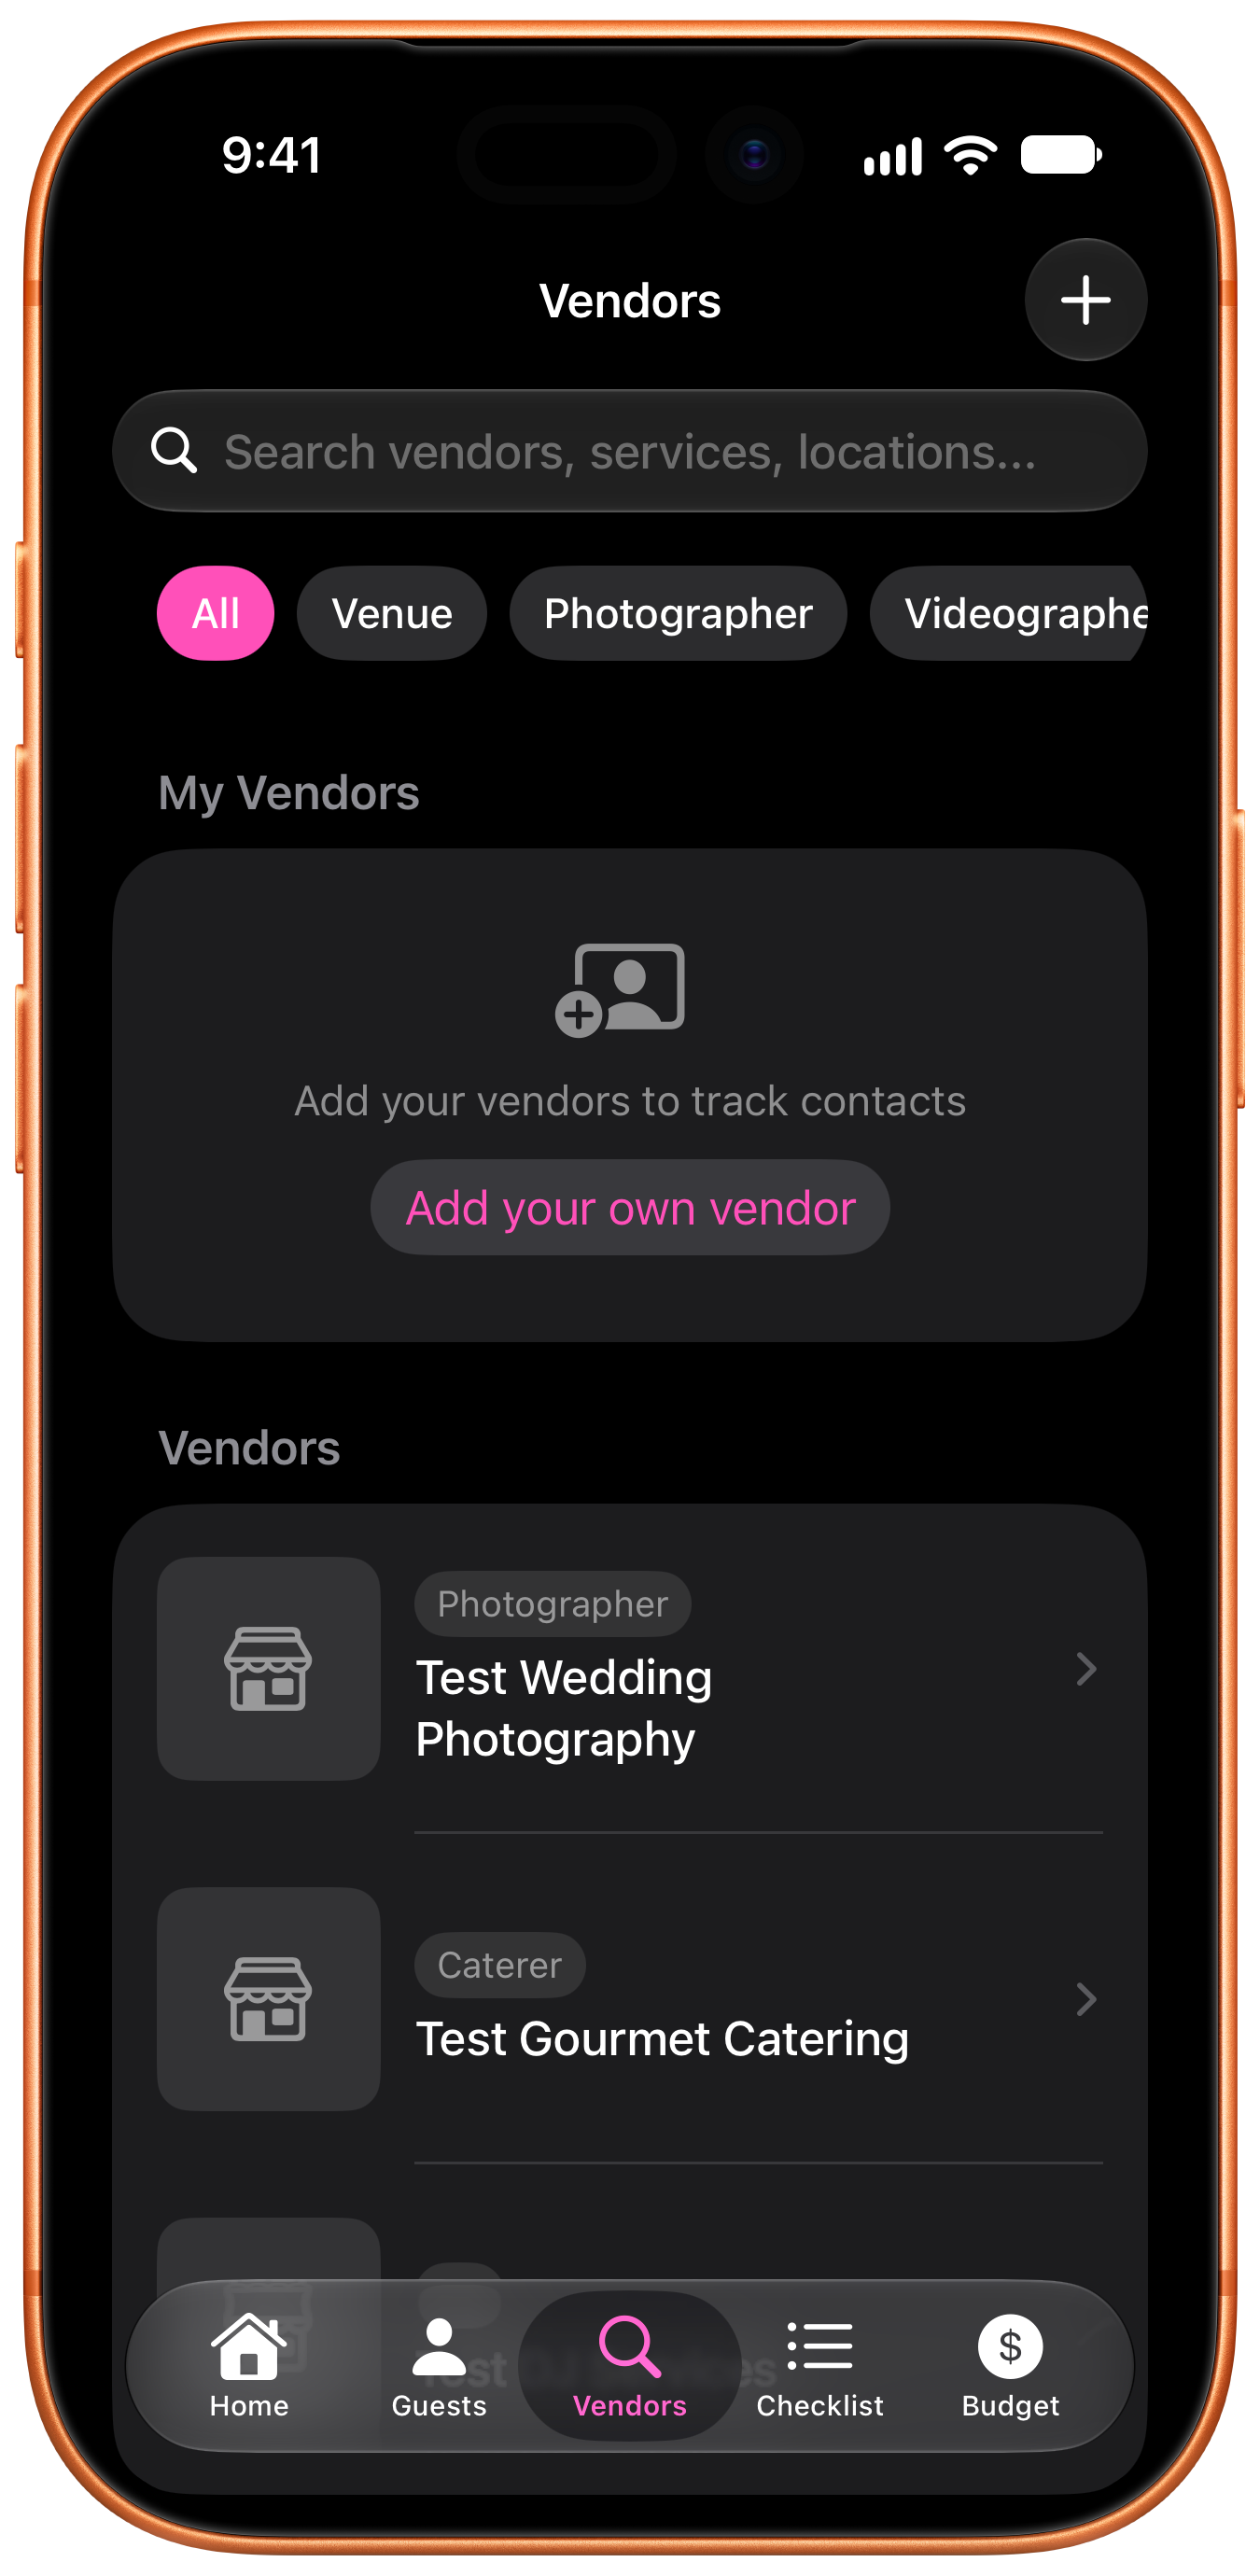 9:41
Vendors
Search vendors, services, locations...
All Venue Photographer Videographe
My Vendors
Add your vendors to track contacts
Add your own vendor
Vendors
Photographer
Test Wedding
Photography
Caterer
Test Gourmet Catering
Home Guests Vendors Checklist Budget